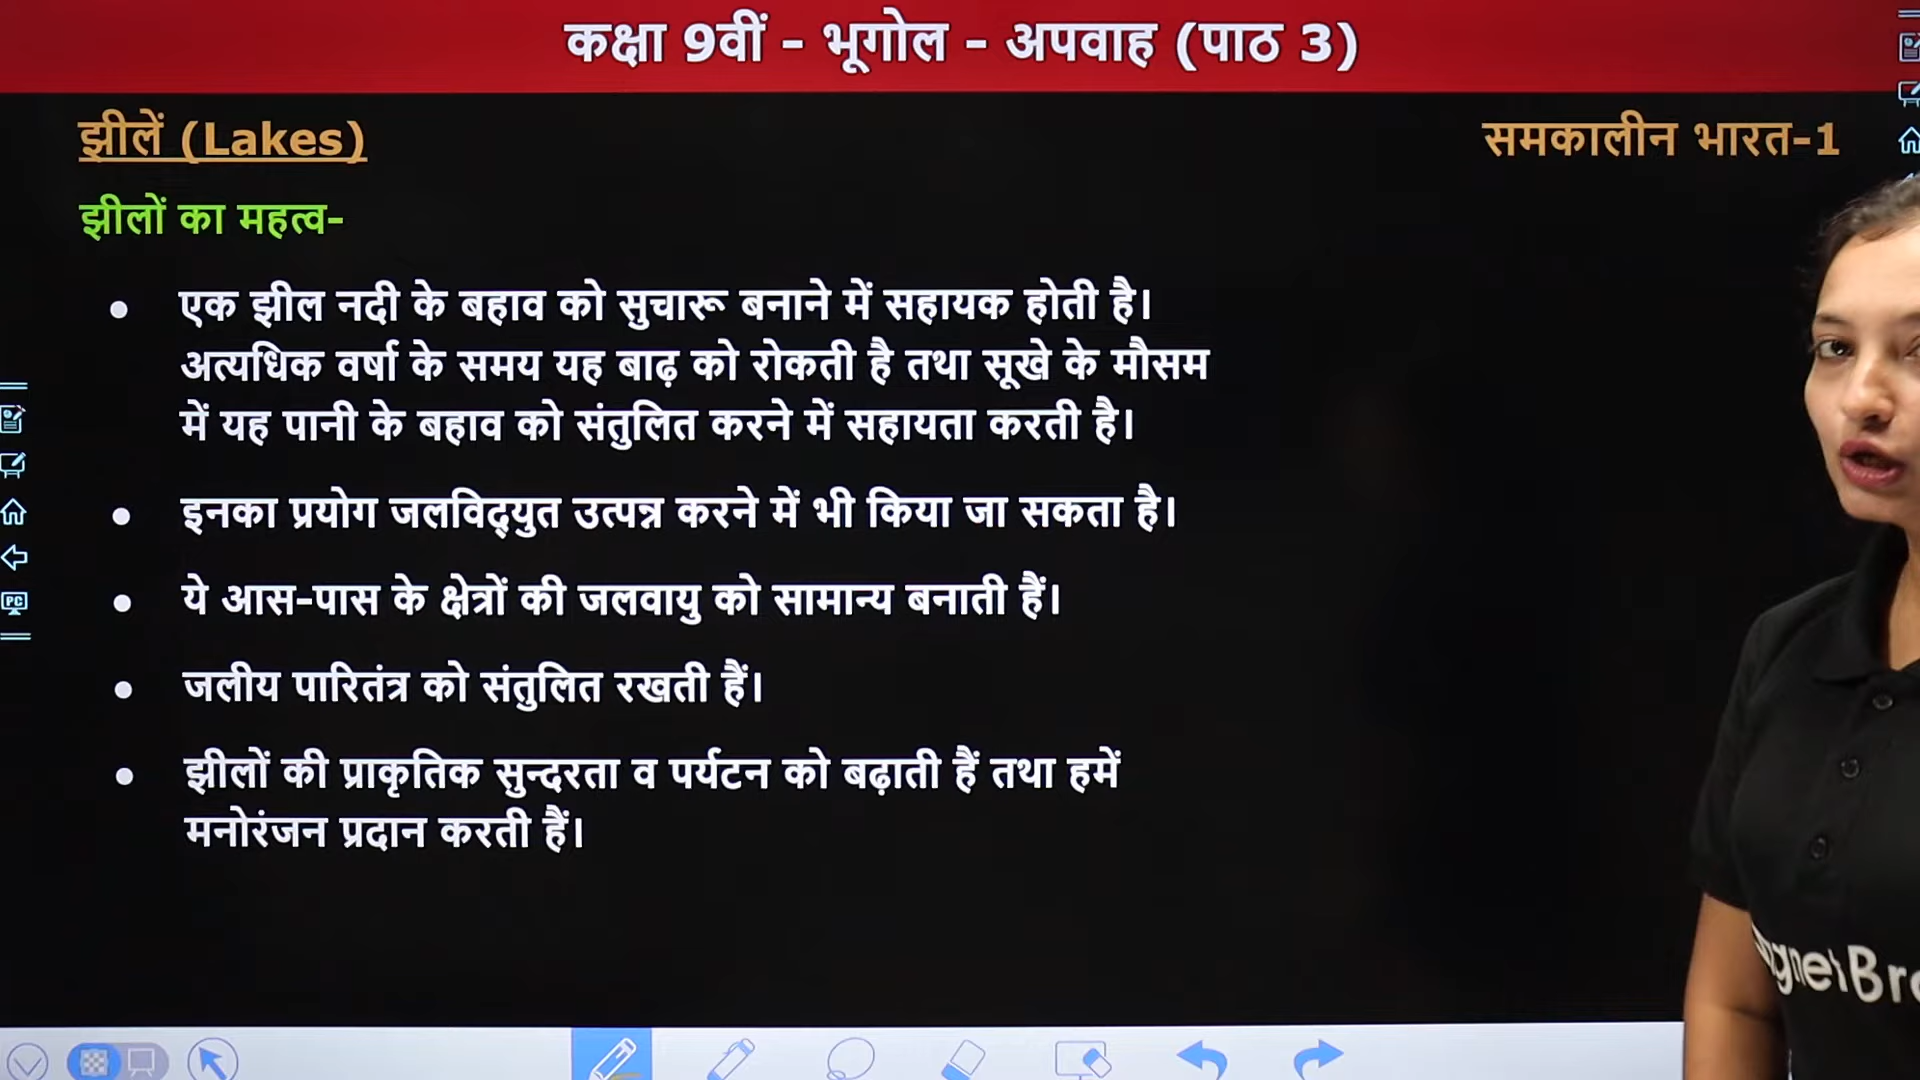 कक्षा 9वीं - भूगोल - अपवाह (पाठ 3)
झीलें (Lakes)
समकालीन भारत-1
झीलों का महत्व-
• एक झील नदी के बहाव को सुचारू बनाने में सहायक होती है।
अत्यधिक वर्षा के समय यह बाढ़ को रोकती है तथा सूखे के मौसम
में यह पानी के बहाव को संतुलित करने में सहायता करती है।
• इनका प्रयोग जलविद्युत उत्पन्न करने में भी किया जा सकता है।
• ये आस-पास के क्षेत्रों की जलवायु को सामान्य बनाती हैं।
• जलीय पारितंत्र को संतुलित रखती हैं।
• झीलों की प्राकृतिक सुन्दरता व पर्यटन को बढ़ाती हैं तथा हमें
मनोरंजन प्रदान करती हैं।
PC